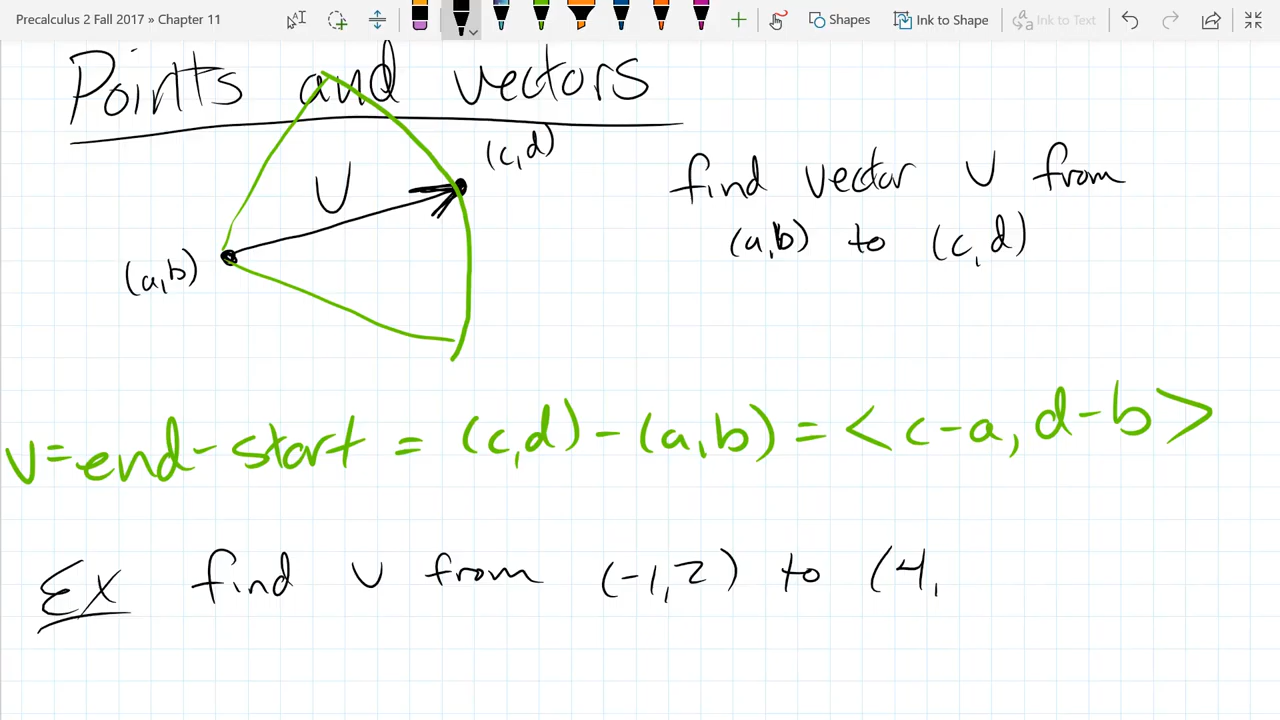 Precalculus 2 Fall 2017 » Chapter 11
Shapes
Ink to Shape
Ink to Text
Points and vectors
(c,d)
v
(a,b)
find vector v from
(a,b) to (c,d)
v=end-start = (c,d)-(a,b)=<c-a, d-b>
Ex find v from (-1,2) to (4,